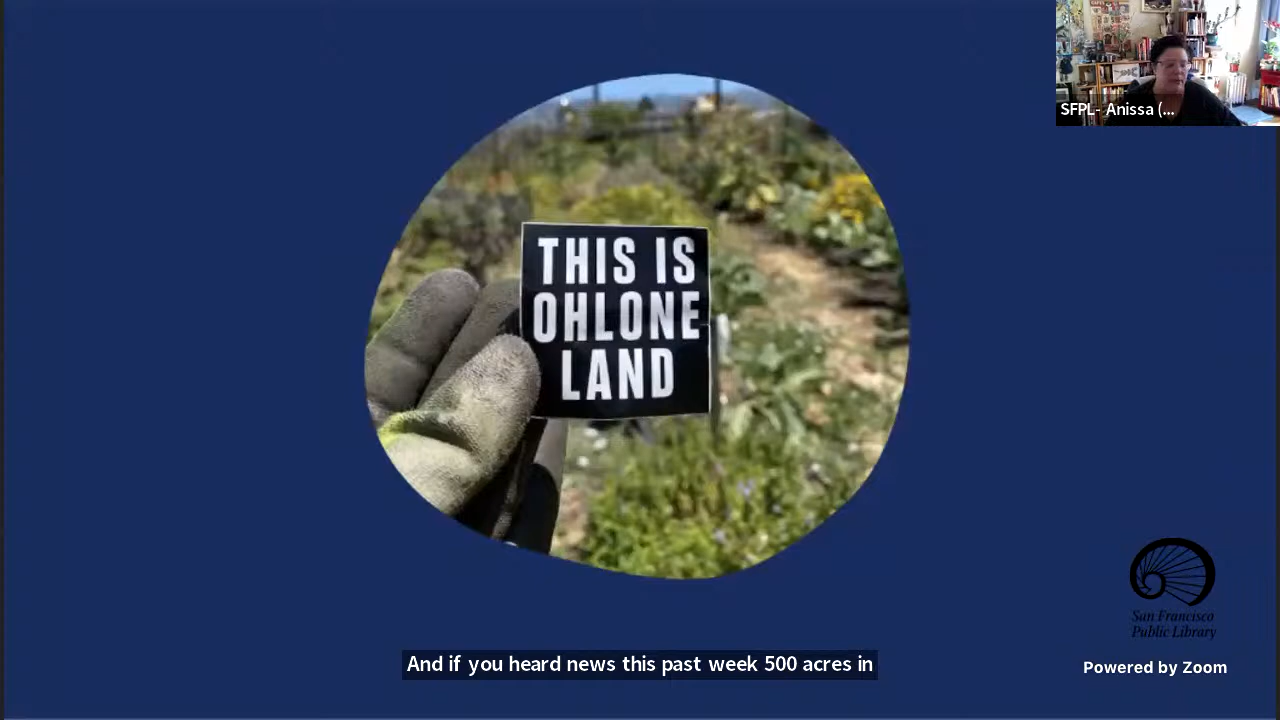 SFPL- Anissa (...
THIS IS
OHLONE
LAND
San Francisco
Public Library
And if you heard news this past week 500 acres in
Powered by Zoom